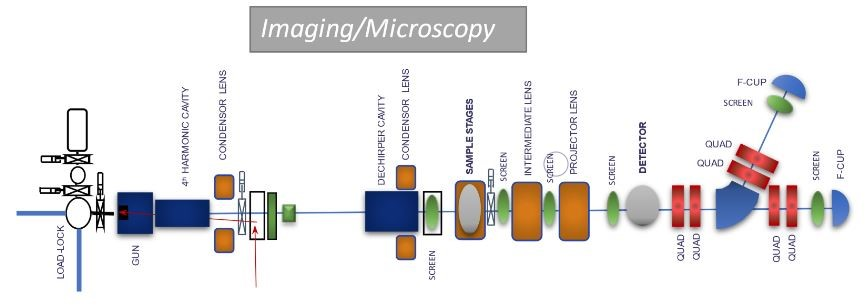 Imaging/Microscopy
LOAD-LOCK
GUN
4th HARMONIC CAVITY
CONDENSOR LENS
DECHIRPER CAVITY
CONDENSOR LENS
SCREEN
SAMPLE STAGES
SCREEN
INTERMEDIATE LENS
SCREEN
PROJECTOR LENS
SCREEN
DETECTOR
QUAD
QUAD
QUAD
QUAD
SCREEN
F-CUP
QUAD
QUAD
SCREEN
F-CUP